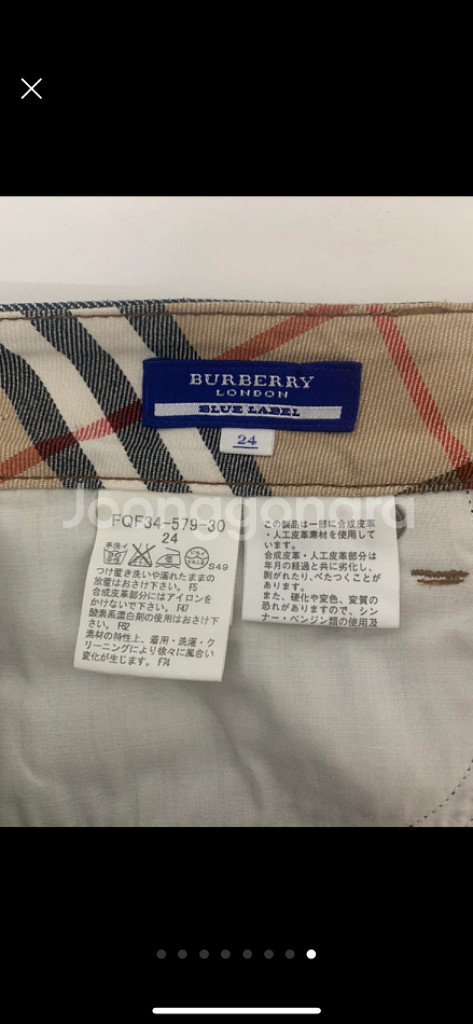 BURBERRY
LONDON
BLUE LABEL
24
Joonggonara
FQF34-579-30
24
手洗イ
S49
つけ置き洗いや濡れたままの
放置はおさけ下さい。F5
合成皮革部分にはアイロンを
かけないで下さい。F47
酸素系漂白剤の使用はおさけ下
さい。F62
素材の特性上、着用・洗濯・ク
リーニングにより徐々に風合い
変化が生じます。F74
この製品は一部に合成皮革
・人工皮革素材を使用して
います。
合成皮革・人工皮革部分は
年月の経過と共に劣化し、
剥がれたり、べたつくことが
あります。
また、硬化や変色、変質の
恐れがありますので、シン
ナー・ベンジン類の使用及